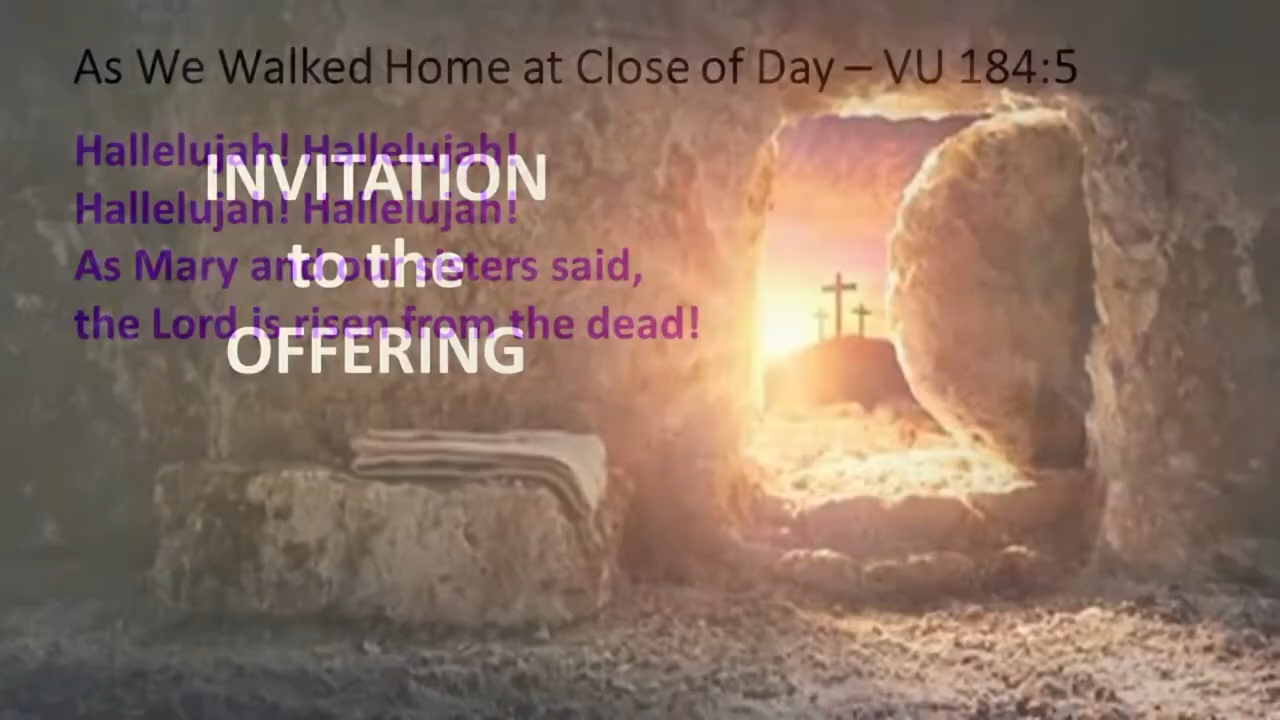 As We Walked Home at Close of Day – VU 184:5
Hallelujah! Hallelujah!
INVITATION
Hallelujah! Hallelujah!
As Mary and our sisters said,
to the
the Lord is risen from the dead!
OFFERING